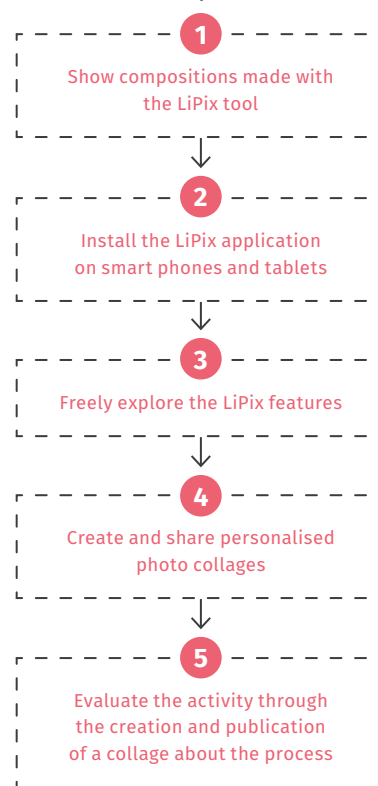 1
Show compositions made with
the LiPix tool
2
Install the LiPix application
on smart phones and tablets
3
Freely explore the LiPix features
4
Create and share personalised
photo collages
5
Evaluate the activity through
the creation and publication
of a collage about the process